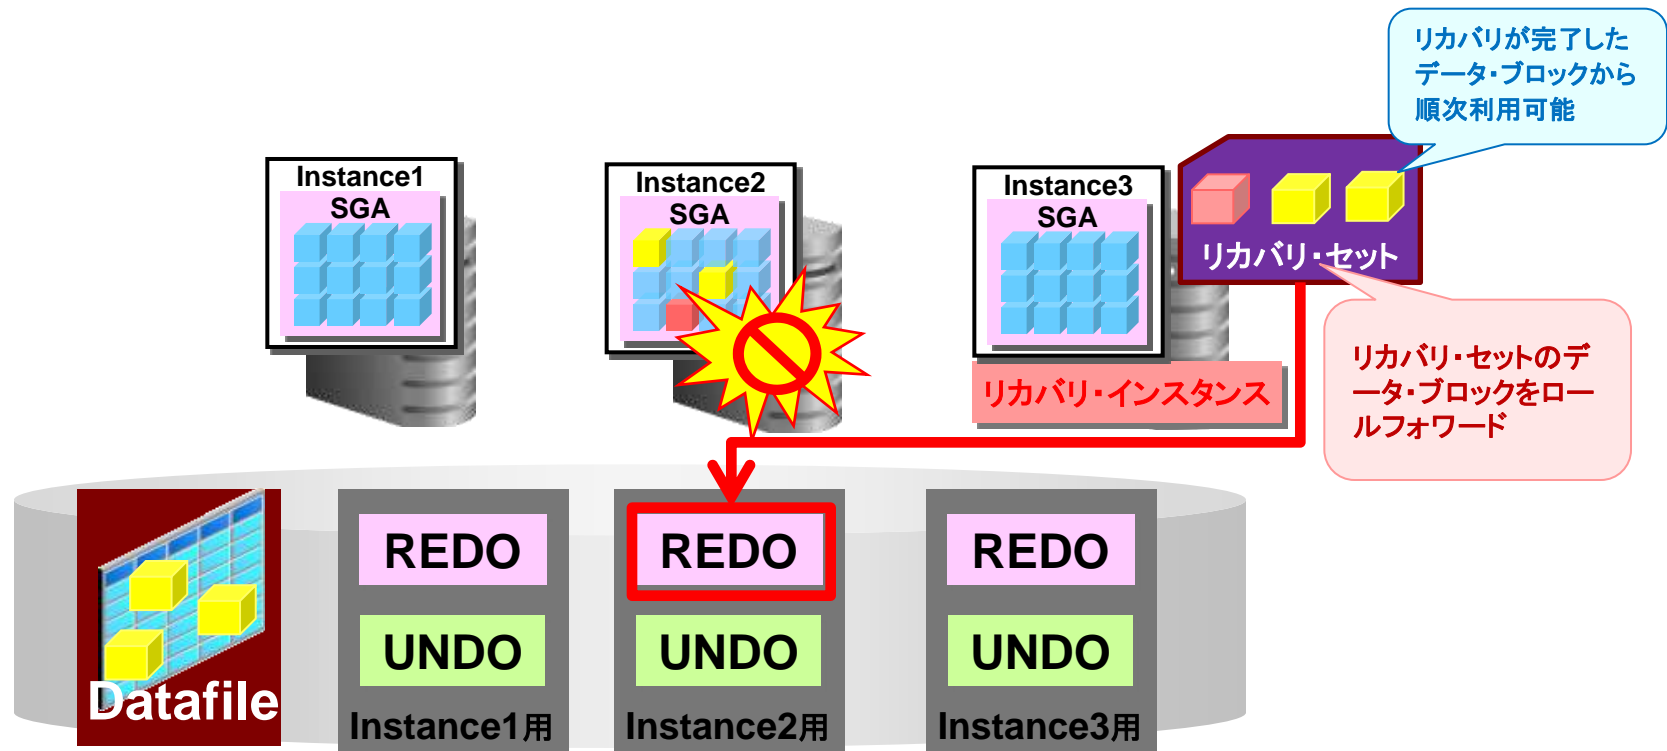 リカバリが完了した
データ・ブロックから
順次利用可能
Instance1
SGA
Instance2
SGA
Instance3
SGA
リカバリ・セット
リカバリ・インスタンス
リカバリ・セットのデ
ータ・ブロックをロー
ルフォワード
Datafile
REDO
UNDO
Instance1用
REDO
UNDO
Instance2用
REDO
UNDO
Instance3用